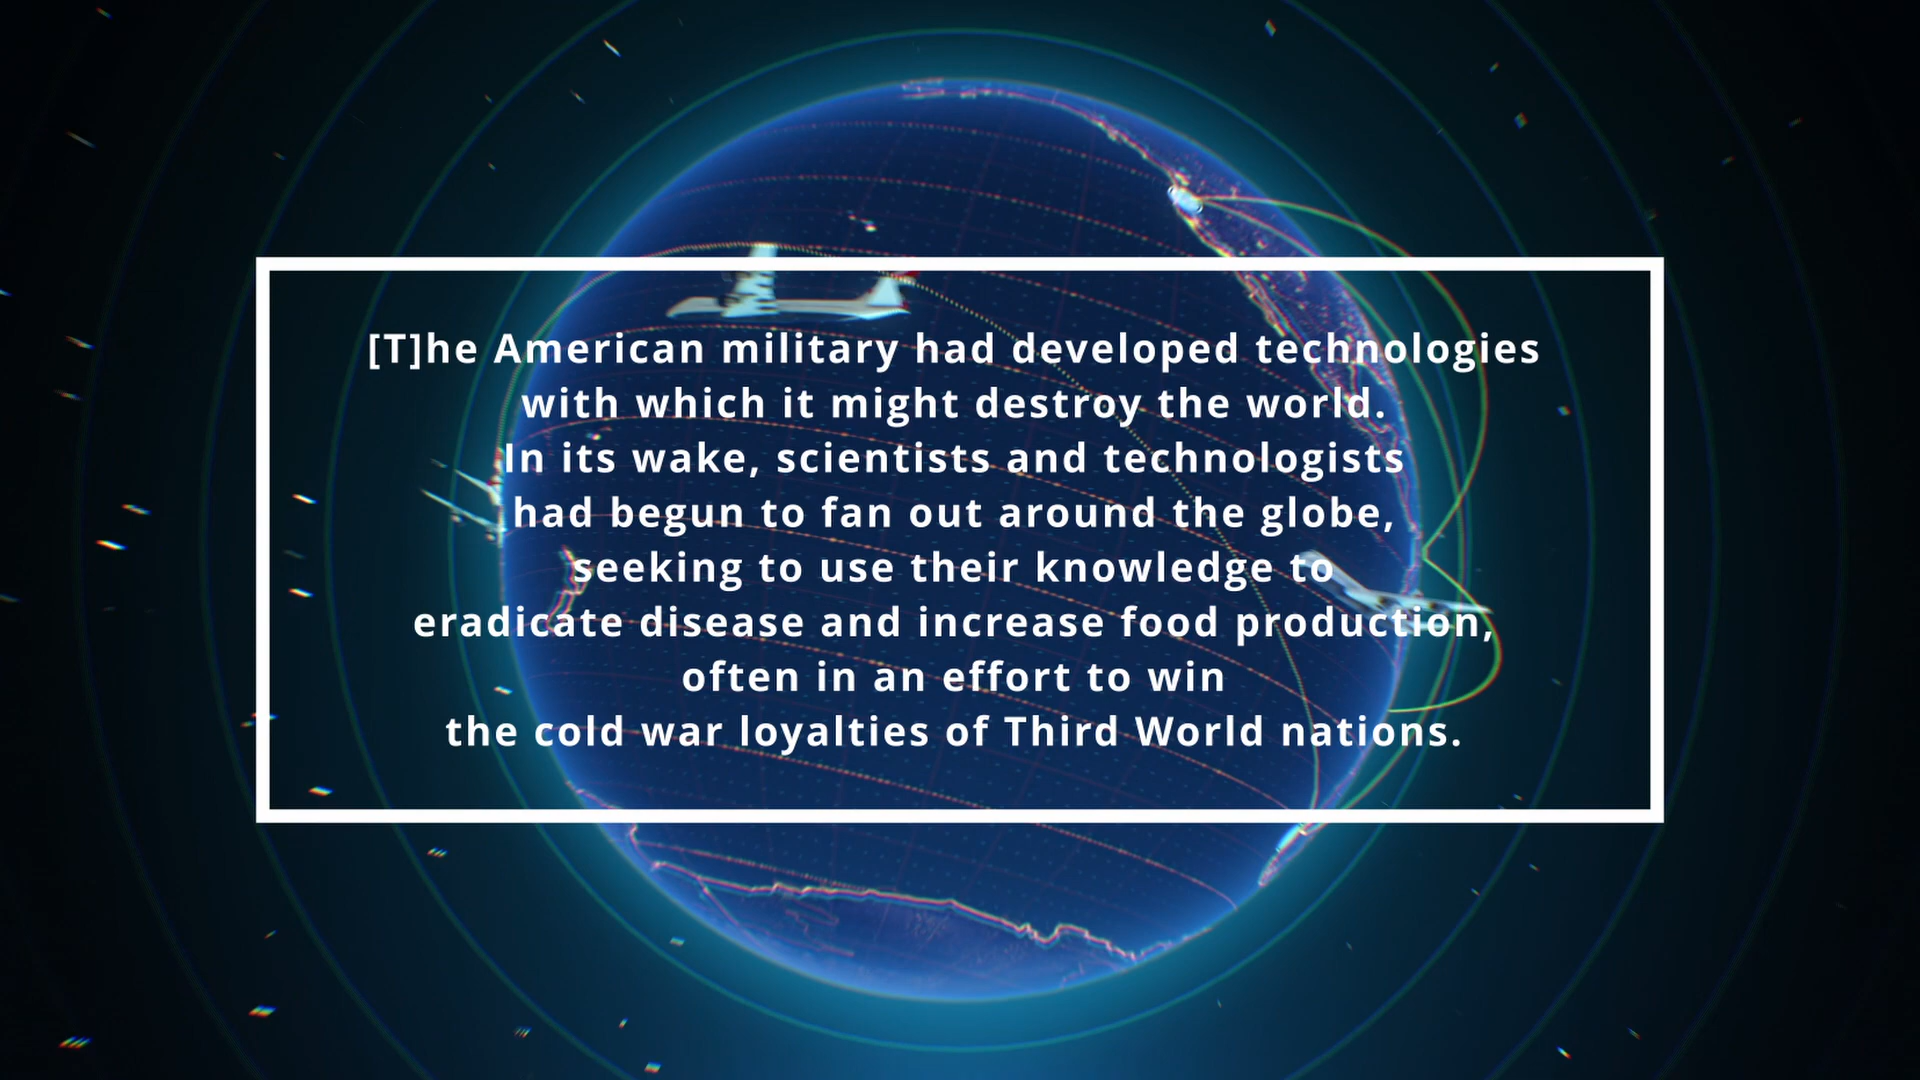 [T]he American military had developed technologies
with which it might destroy the world.
In its wake, scientists and technologists
had begun to fan out around the globe,
seeking to use their knowledge to
eradicate disease and increase food production,
often in an effort to win
the cold war loyalties of Third World nations.